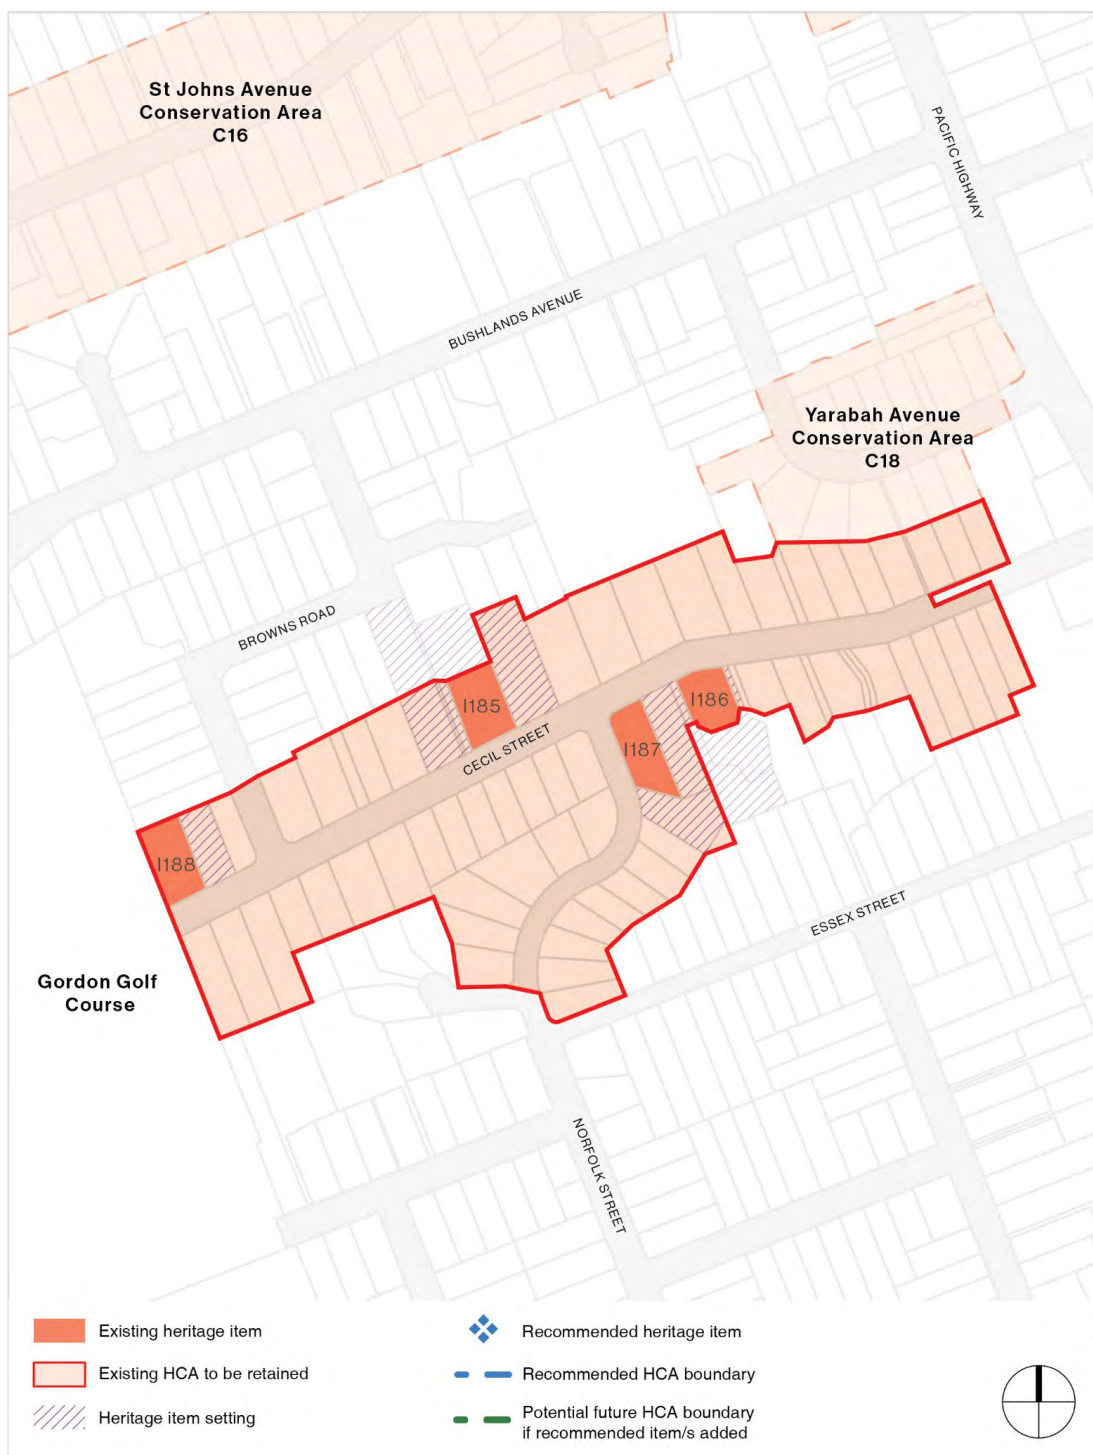 St Johns Avenue
Conservation Area
C16
PACIFIC HIGHWAY
BUSHLANDS AVENUE
Yarabah Avenue
Conservation Area
C18
BROWNS ROAD
I185
I186
CECIL STREET
I187
I188
ESSEX STREET
Gordon Golf
Course
NORFOLK STREET
Existing heritage item
Existing HCA to be retained
Heritage item setting
Recommended heritage item
Recommended HCA boundary
Potential future HCA boundary
if recommended item/s added